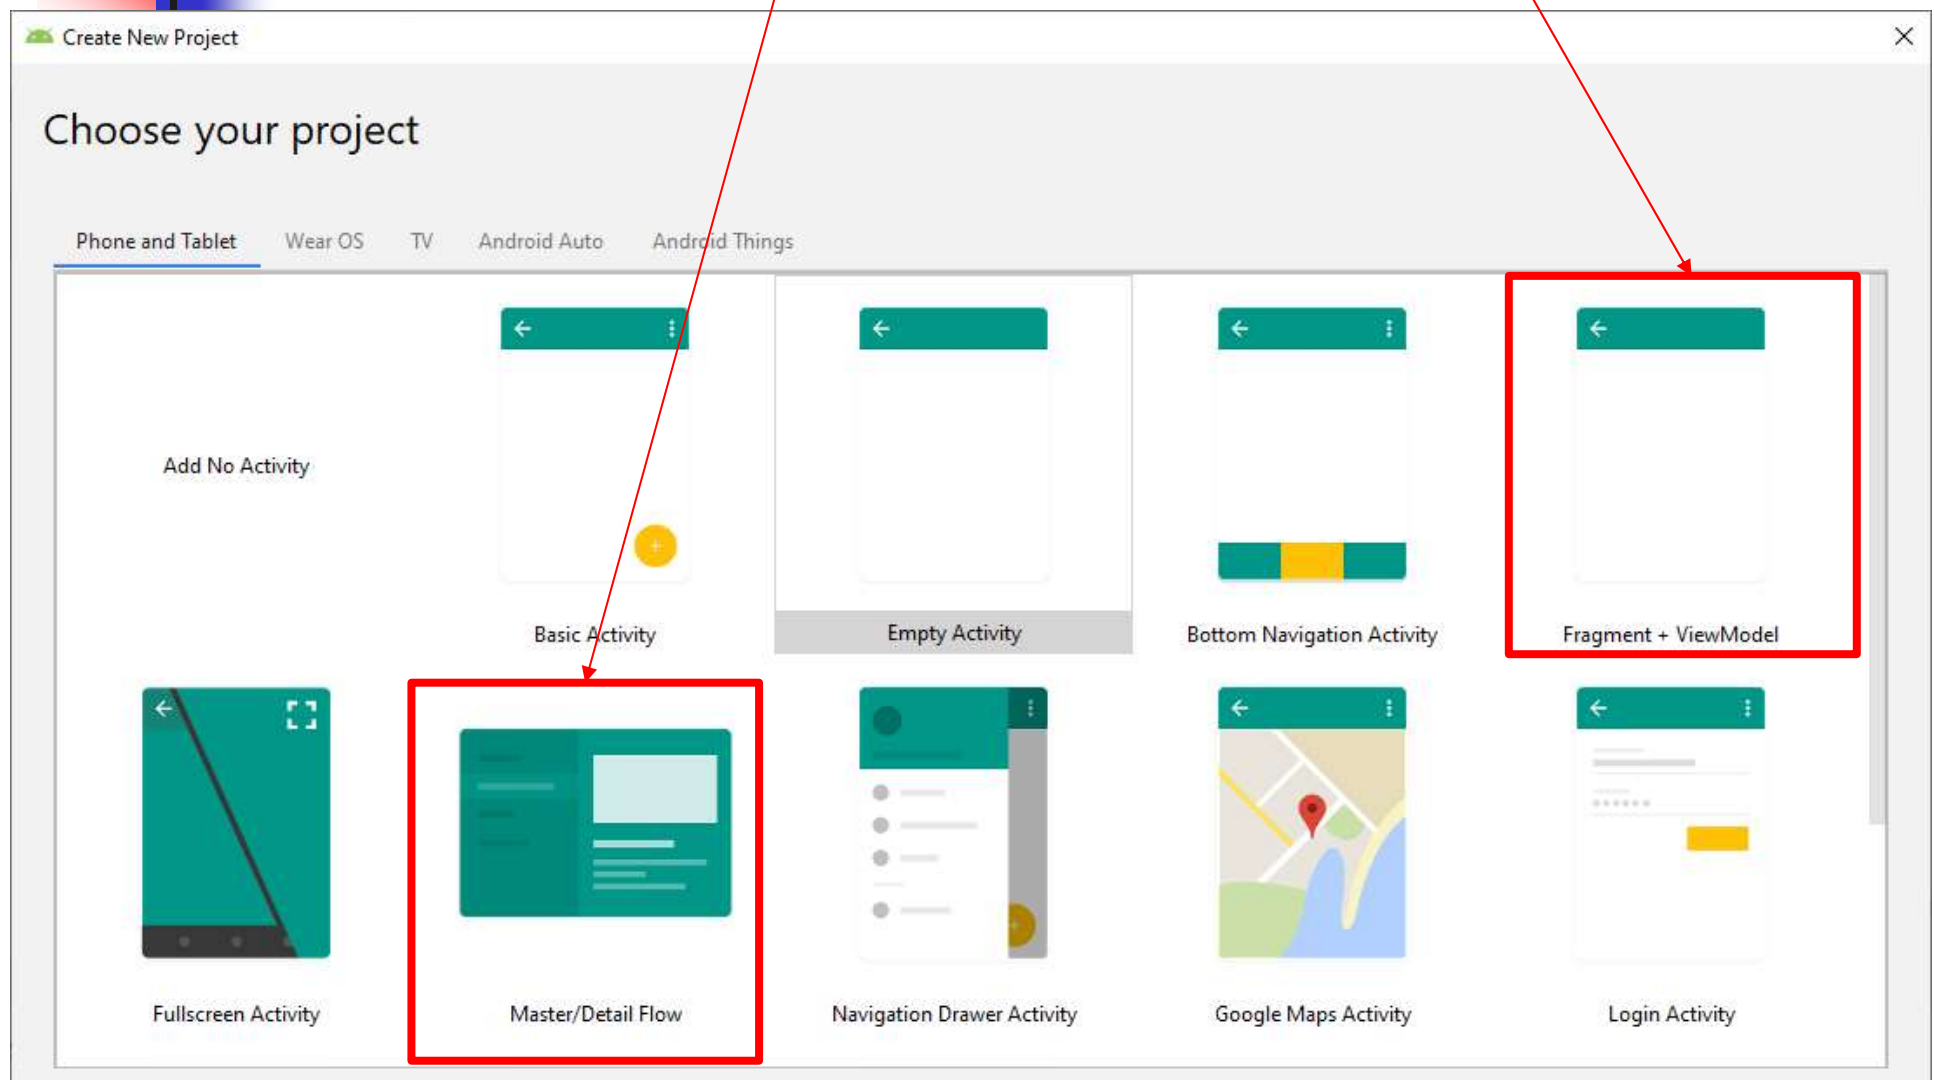 Create New Project
Choose your project
Phone and Tablet Wear OS TV Android Auto Android Things
Add No Activity
Basic Activity
Empty Activity
Bottom Navigation Activity
Fragment + ViewModel
Fullscreen Activity
Master/Detail Flow
Navigation Drawer Activity
Google Maps Activity
Login Activity